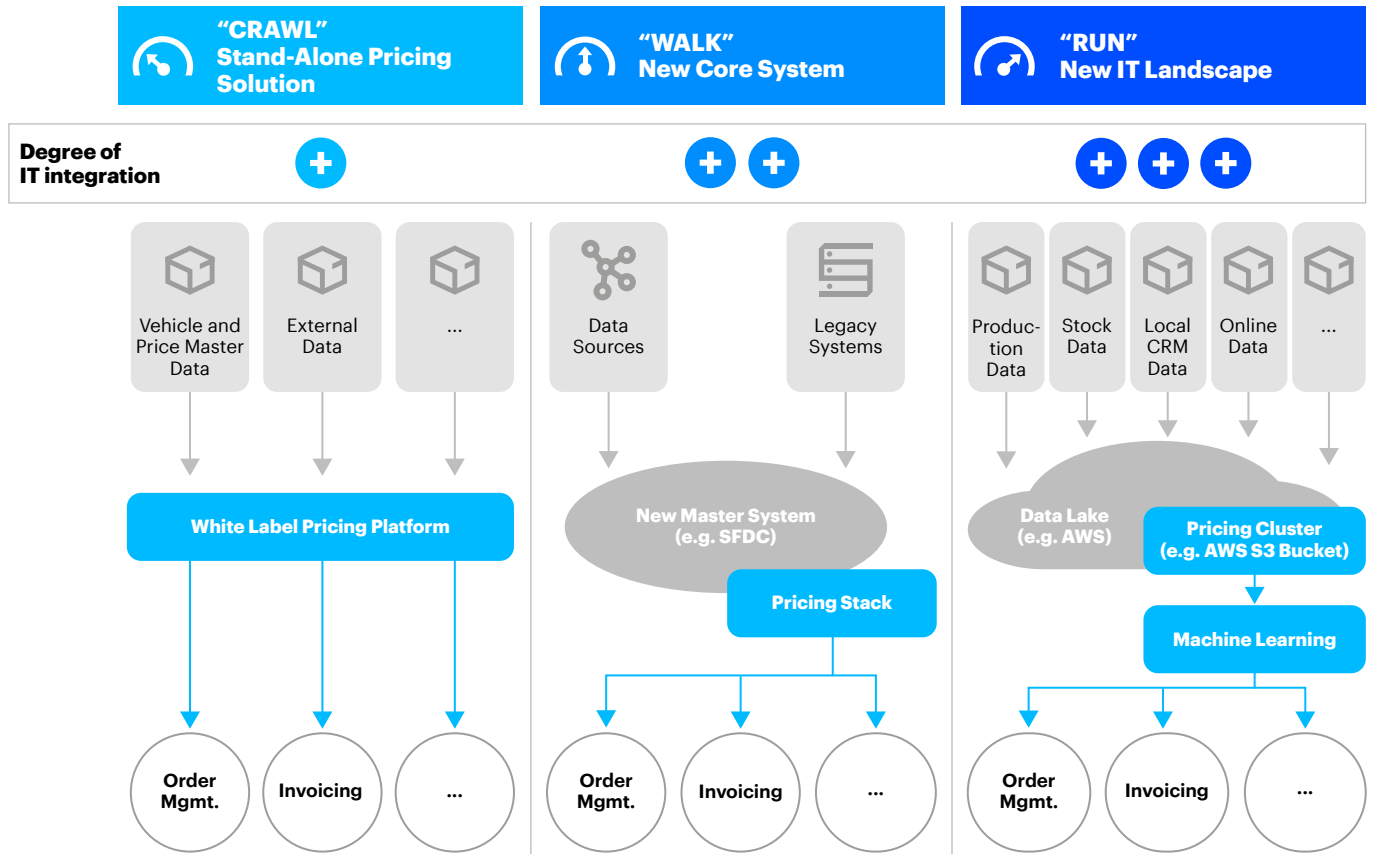 “CRAWL”
Stand-Alone Pricing
Solution
“WALK”
New Core System
“RUN”
New IT Landscape
Degree of
IT integration
Vehicle and
Price Master
Data
External
Data
...
Data
Sources
Legacy
Systems
Produc-
tion
Data
Stock
Data
Local
CRM
Data
Online
Data
...
White Label Pricing Platform
New Master System
(e.g. SFDC)
Pricing Stack
Data Lake
(e.g. AWS)
Pricing Cluster
(e.g. AWS S3 Bucket)
Machine Learning
Order
Mgmt.
Invoicing
...
Order
Mgmt.
Invoicing
...
Order
Mgmt.
Invoicing
...